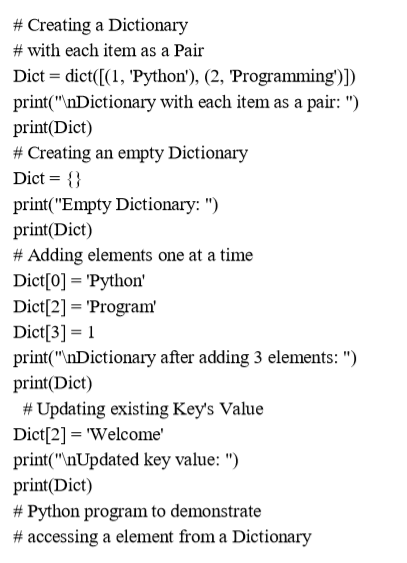 # Creating a Dictionary
# with each item as a Pair
Dict = dict([(1, 'Python'), (2, 'Programming')])
print("\nDictionary with each item as a pair: ")
print(Dict)
# Creating an empty Dictionary
Dict = {}
print("Empty Dictionary: ")
print(Dict)
# Adding elements one at a time
Dict[0] = 'Python'
Dict[2] = 'Program'
Dict[3] = 1
print("\nDictionary after adding 3 elements: ")
print(Dict)
# Updating existing Key's Value
Dict[2] = 'Welcome'
print("\nUpdated key value: ")
print(Dict)
# Python program to demonstrate
# accessing a element from a Dictionary